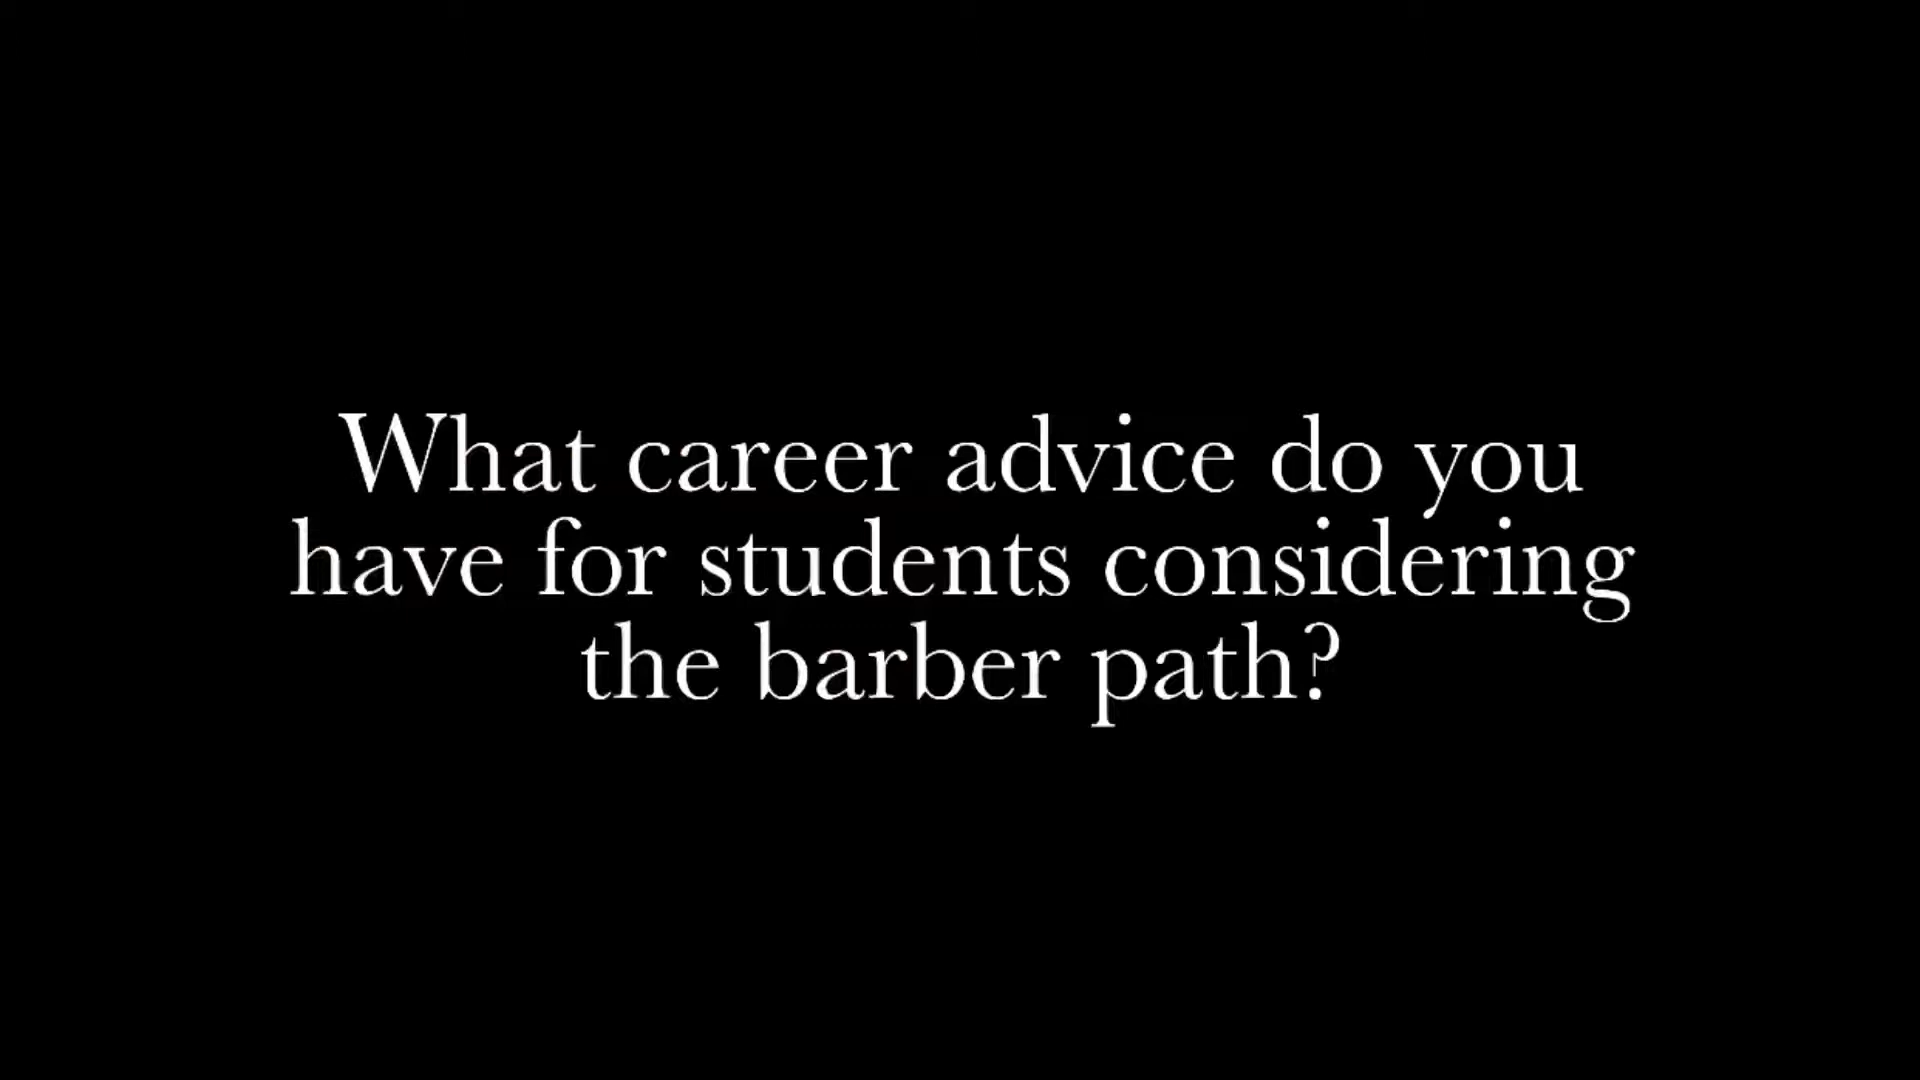 What career advice do you
have for students considering
the barber path?